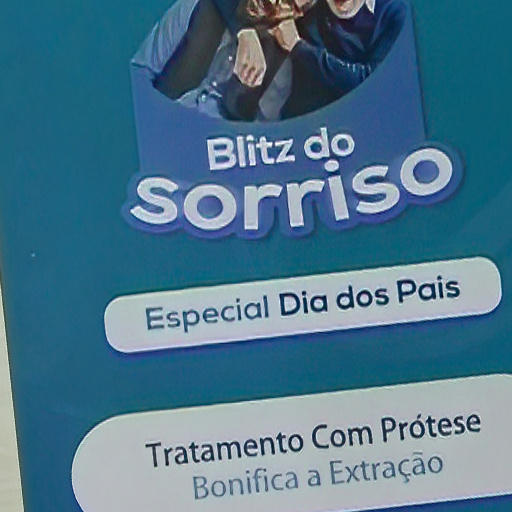 Blitz do
sorriso
Especial Dia dos Pais
Tratamento Com Prótese
Bonifica a Extração